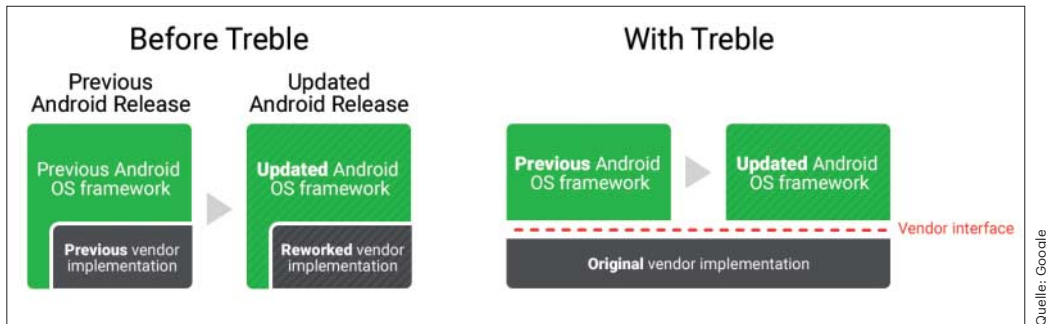 Before Treble
Previous
Android Release
Updated
Android Release
Previous Android
OS framework
Previous vendor
implementation
Updated Android
OS framework
Reworked vendor
implementation
With Treble
Previous Android
OS framework
Updated Android
OS framework
Vendor interface
Original vendor implementation
Quelle: Google